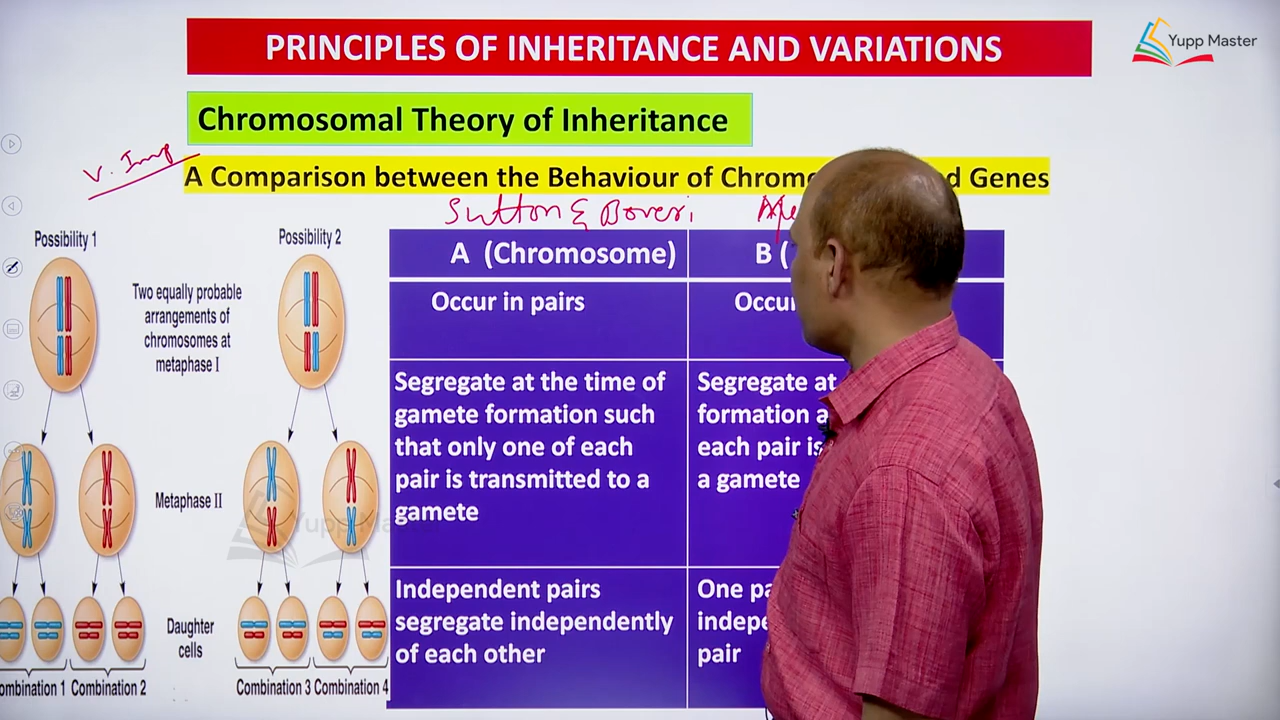 PRINCIPLES OF INHERITANCE AND VARIATIONS
Yupp Master
Chromosomal Theory of Inheritance
V. Imp
A Comparison between the Behaviour of Chromo d Genes
Sutton & Boveri
Possibility 1
Possibility 2
Two equally probable
arrangements of
chromosomes at
metaphase I
Metaphase II
Daughter
cells
ombination 1 Combination 2
Combination 3 Combination 4
A (Chromosome)
B (
Occur in pairs
Occu
Segregate at the time of
gamete formation such
that only one of each
pair is transmitted to a
gamete
Segregate at
formation a
each pair is
a gamete
Independent pairs
segregate independently
of each other
One pa
indepe
pair
Yupp Master